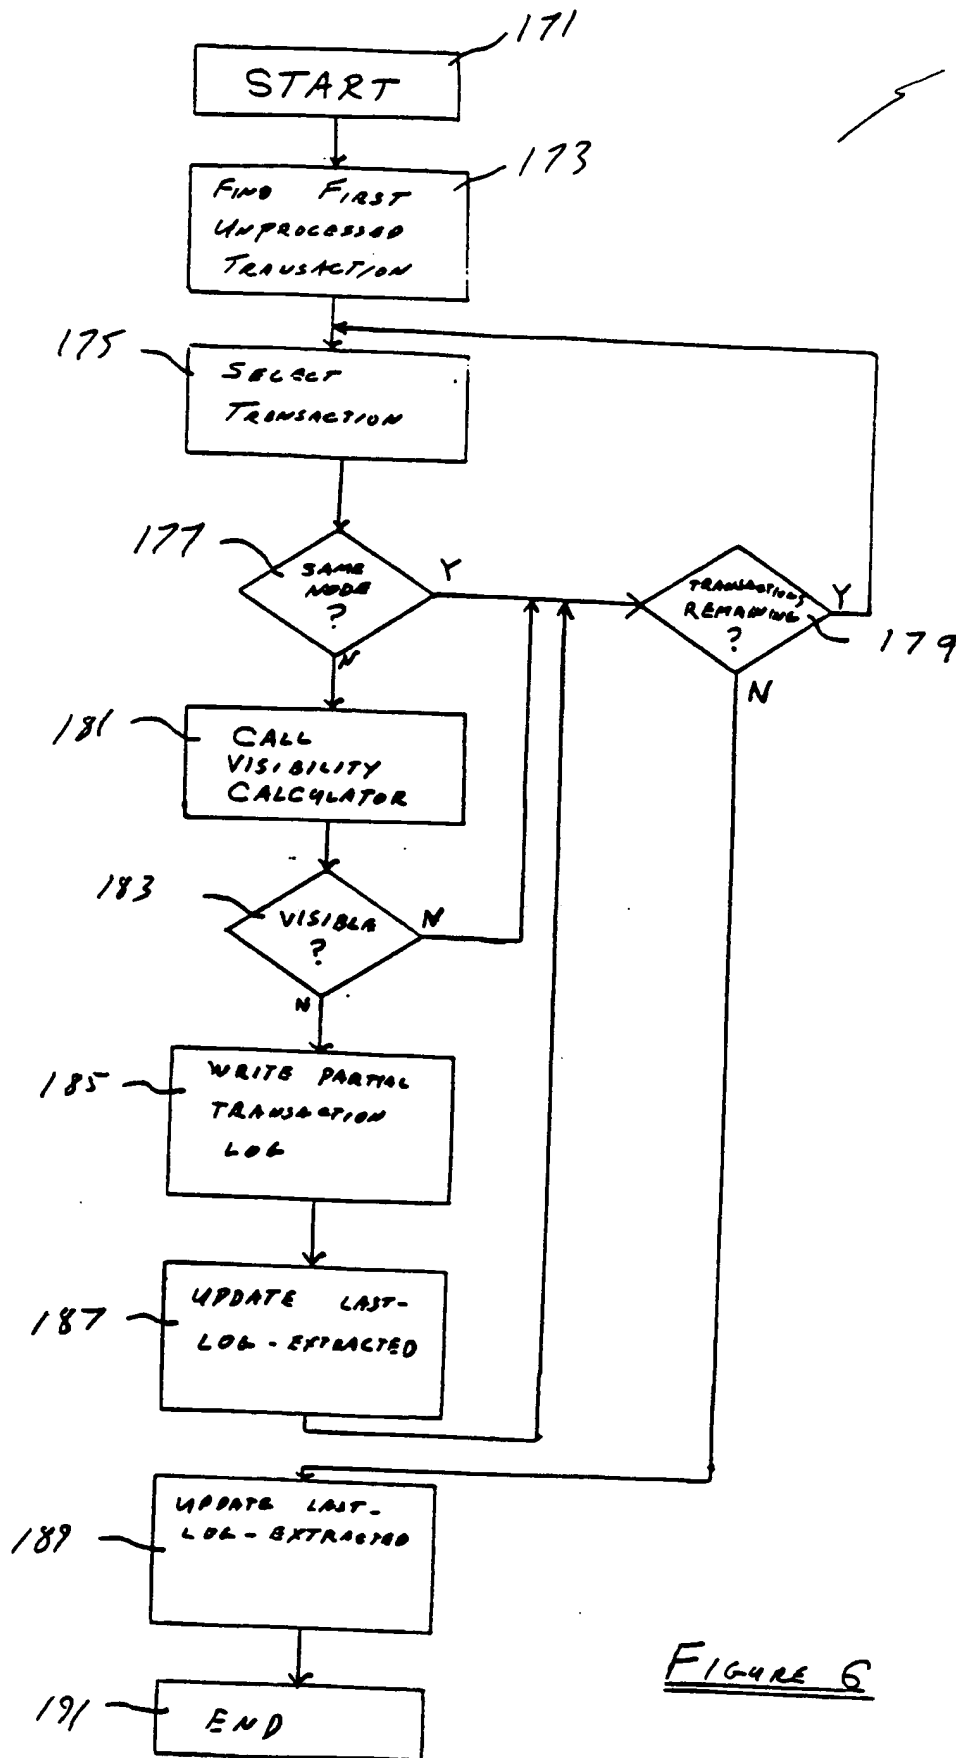 171
START
173
FIND FIRST
UNPROCESSED
TRANSACTION
175
SELECT
TRANSACTION
177
SAME
NODE
?
Y
N
TRANSACTIONS
REMAINING
?
Y
179
N
181
CALL
VISIBILITY
CALCULATOR
183
VISIBLE
?
N
N
185
WRITE PARTIAL
TRANSACTION
LOG
187
UPDATE LAST-
LOG-EXTRACTED
189
UPDATE LAST-
LOG-EXTRACTED
191
END
FIGURE 6